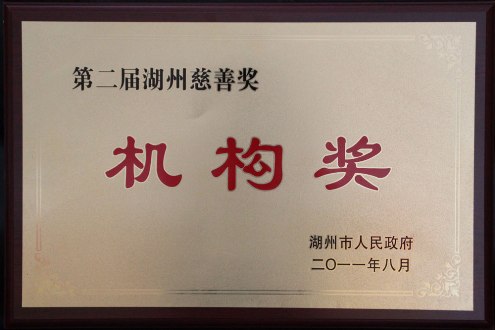 第二届湖州慈善奖
机构奖
湖州市人民政府
二〇一一年八月